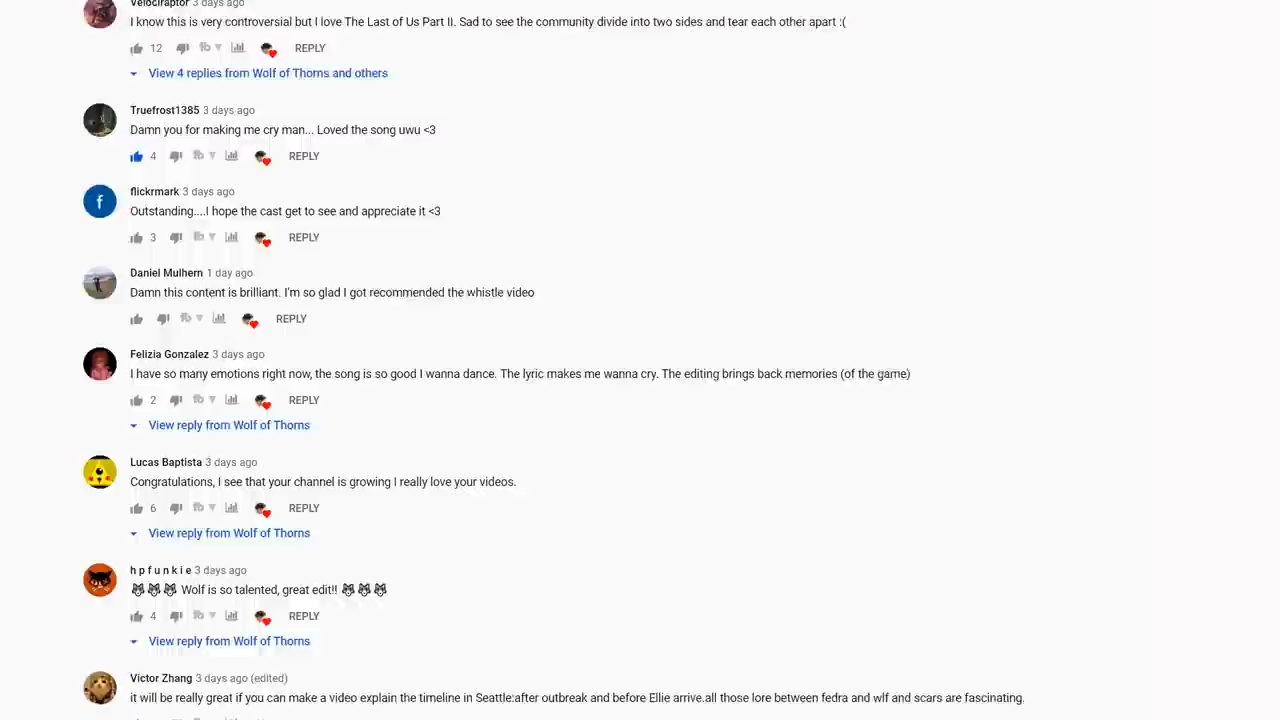 Velociraptor 3 days ago
I know this is very controversial but I love The Last of Us Part II. Sad to see the community divide into two sides and tear each other apart :(
12 REPLY
View 4 replies from Wolf of Thorns and others
Truefrost1385 3 days ago
Damn you for making me cry man... Loved the song uwu <3
4 REPLY
f
flickrmark 3 days ago
Outstanding....I hope the cast get to see and appreciate it <3
3 REPLY
Daniel Mulhern 1 day ago
Damn this content is brilliant. I'm so glad I got recommended the whistle video
REPLY
Felizia Gonzalez 3 days ago
I have so many emotions right now, the song is so good I wanna dance. The lyric makes me wanna cry. The editing brings back memories (of the game)
2 REPLY
View reply from Wolf of Thorns
Lucas Baptista 3 days ago
Congratulations, I see that your channel is growing I really love your videos.
6 REPLY
View reply from Wolf of Thorns
h p f u n k i e 3 days ago
Wolf is so talented, great edit!!
4 REPLY
View reply from Wolf of Thorns
Victor Zhang 3 days ago (edited)
it will be really great if you can make a video explain the timeline in Seattle:after outbreak and before Ellie arrive.all those lore between fedra and wlf and scars are fascinating.